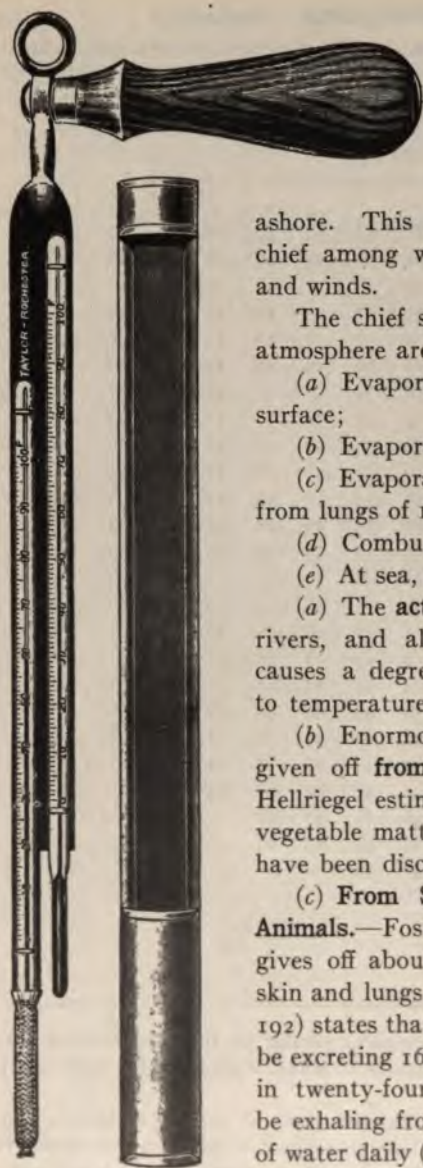 TAYLOR-ROCHESTER
ashore. This
chief among w
and winds.
The chief s
atmosphere are
(a) Evapor
surface;
(b) Evapor
(c) Evapor
from lungs of
(d) Combu
(e) At sea,
(a) The act
rivers, and al
causes a degre
to temperature
(b) Enormo
given off from
Hellriegel estin
vegetable matt
have been disc
(c) From S
Animals.—Fos
gives off abou
skin and lungs
192) states tha
be excreting 16
in twenty-four
be exhaling fro
of water daily (